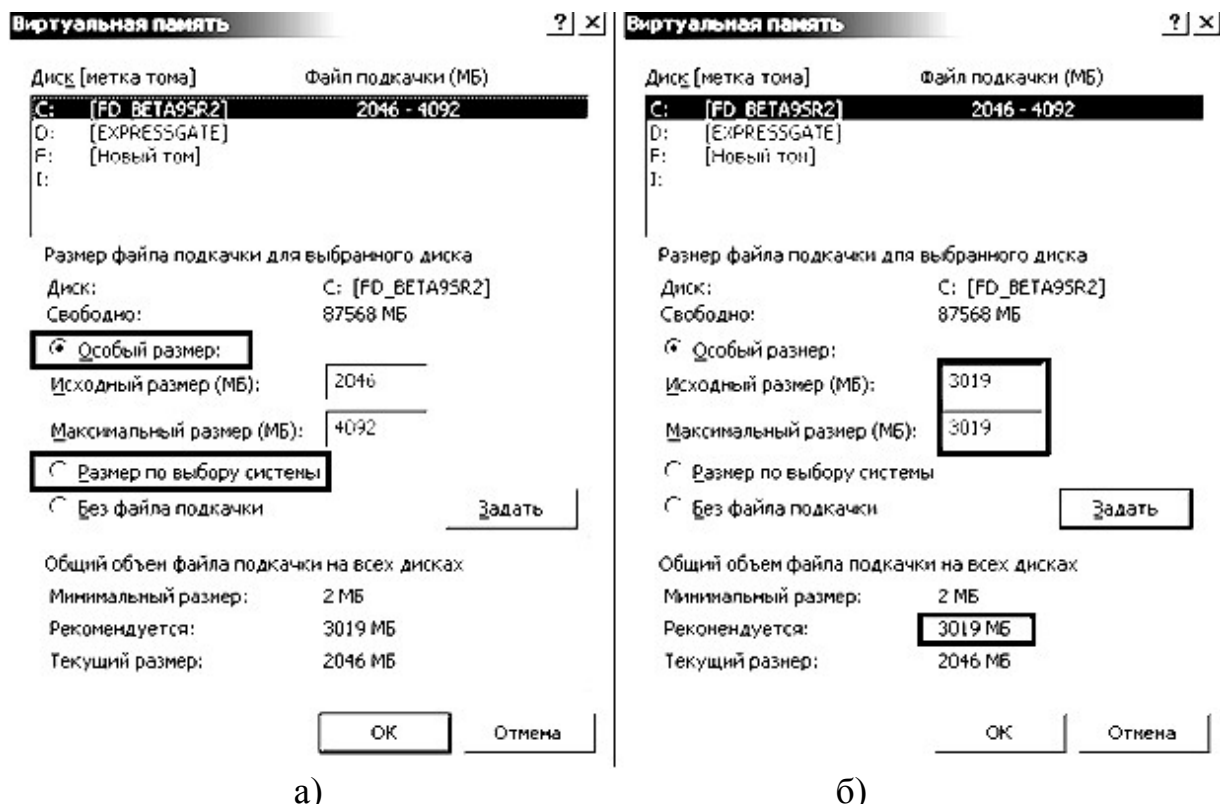 Виртуальная память ? ×
Диск [метка тома] Файл подкачки (МБ)
C: [FD_BETA9SR2] 2046 - 4092
D: [EXPRESSGATE]
F: [Новый том]
I:
Размер файла подкачки для выбранного диска
Диск: C: [FD_BETA9SR2]
Свободно: 87568 МБ
Особый размер:
Исходный размер (МБ): 2046
Максимальный размер (МБ): 4092
Размер по выбору системы
Без файла подкачки Задать
Общий объем файла подкачки на всех дисках
Минимальный размер: 2 МБ
Рекомендуется: 3019 МБ
Текущий размер: 2046 МБ
ОК Отмена
а)
Виртуальная память ? ×
Диск [метка тома] Файл подкачки (МБ)
C: [FD_BETA9SR2] 2046 - 4092
D: [EXPRESSGATE]
F: [Новый том]
I:
Размер файла подкачки для выбранного диска
Диск: C: [FD_BETA9SR2]
Свободно: 87568 МБ
Особый размер:
Исходный размер (МБ): 3019
Максимальный размер (МБ): 3019
Размер по выбору системы
Без файла подкачки Задать
Общий объем файла подкачки на всех дисках
Минимальный размер: 2 МБ
Рекомендуется: 3019 МБ
Текущий размер: 2046 МБ
ОК Отмена
б)